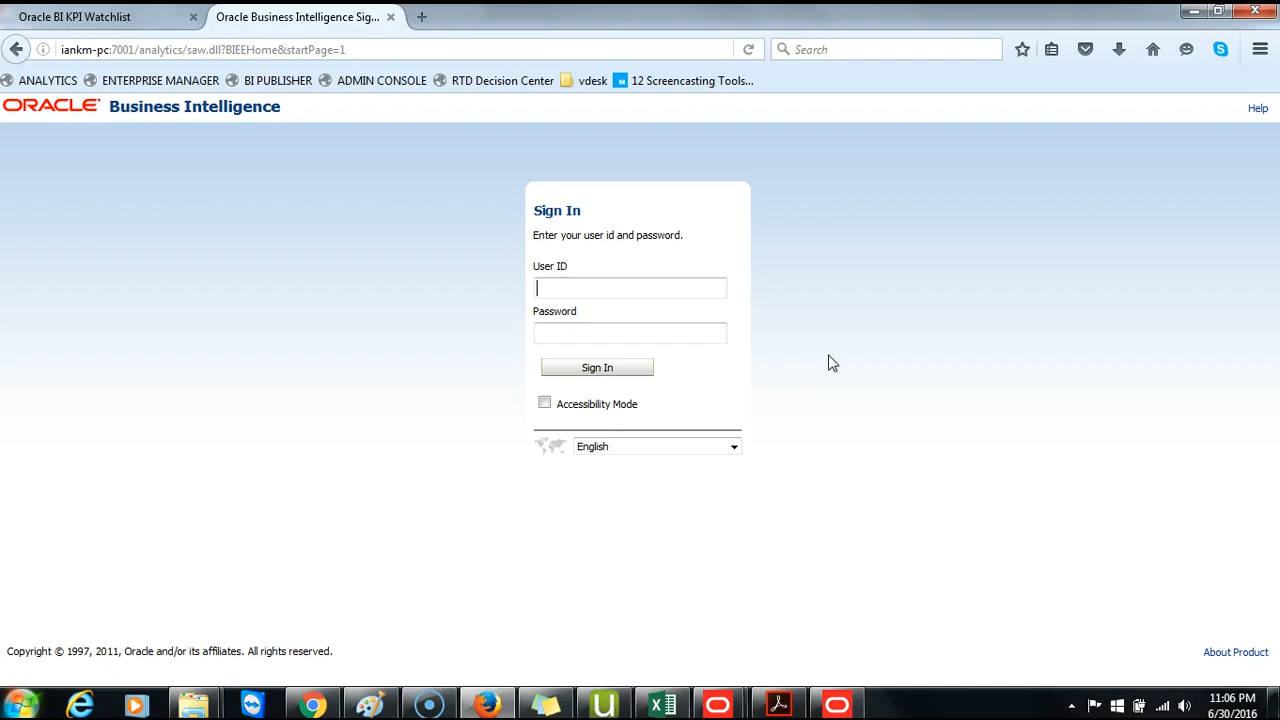 Oracle BI KPI Watchlist
Oracle Business Intelligence Sig...
iankm-pc:7001/analytics/saw.dll?BIEEHome&startPage=1
Search
ANALYTICS ENTERPRISE MANAGER BI PUBLISHER ADMIN CONSOLE RTD Decision Center vdesk 12 Screencasting Tools...
ORACLE Business Intelligence
Help
Sign In
Enter your user id and password.
User ID
Password
Sign In
Accessibility Mode
English
Copyright © 1997, 2011, Oracle and/or its affiliates. All rights reserved.
About Product
11:06 PM
6/30/2016